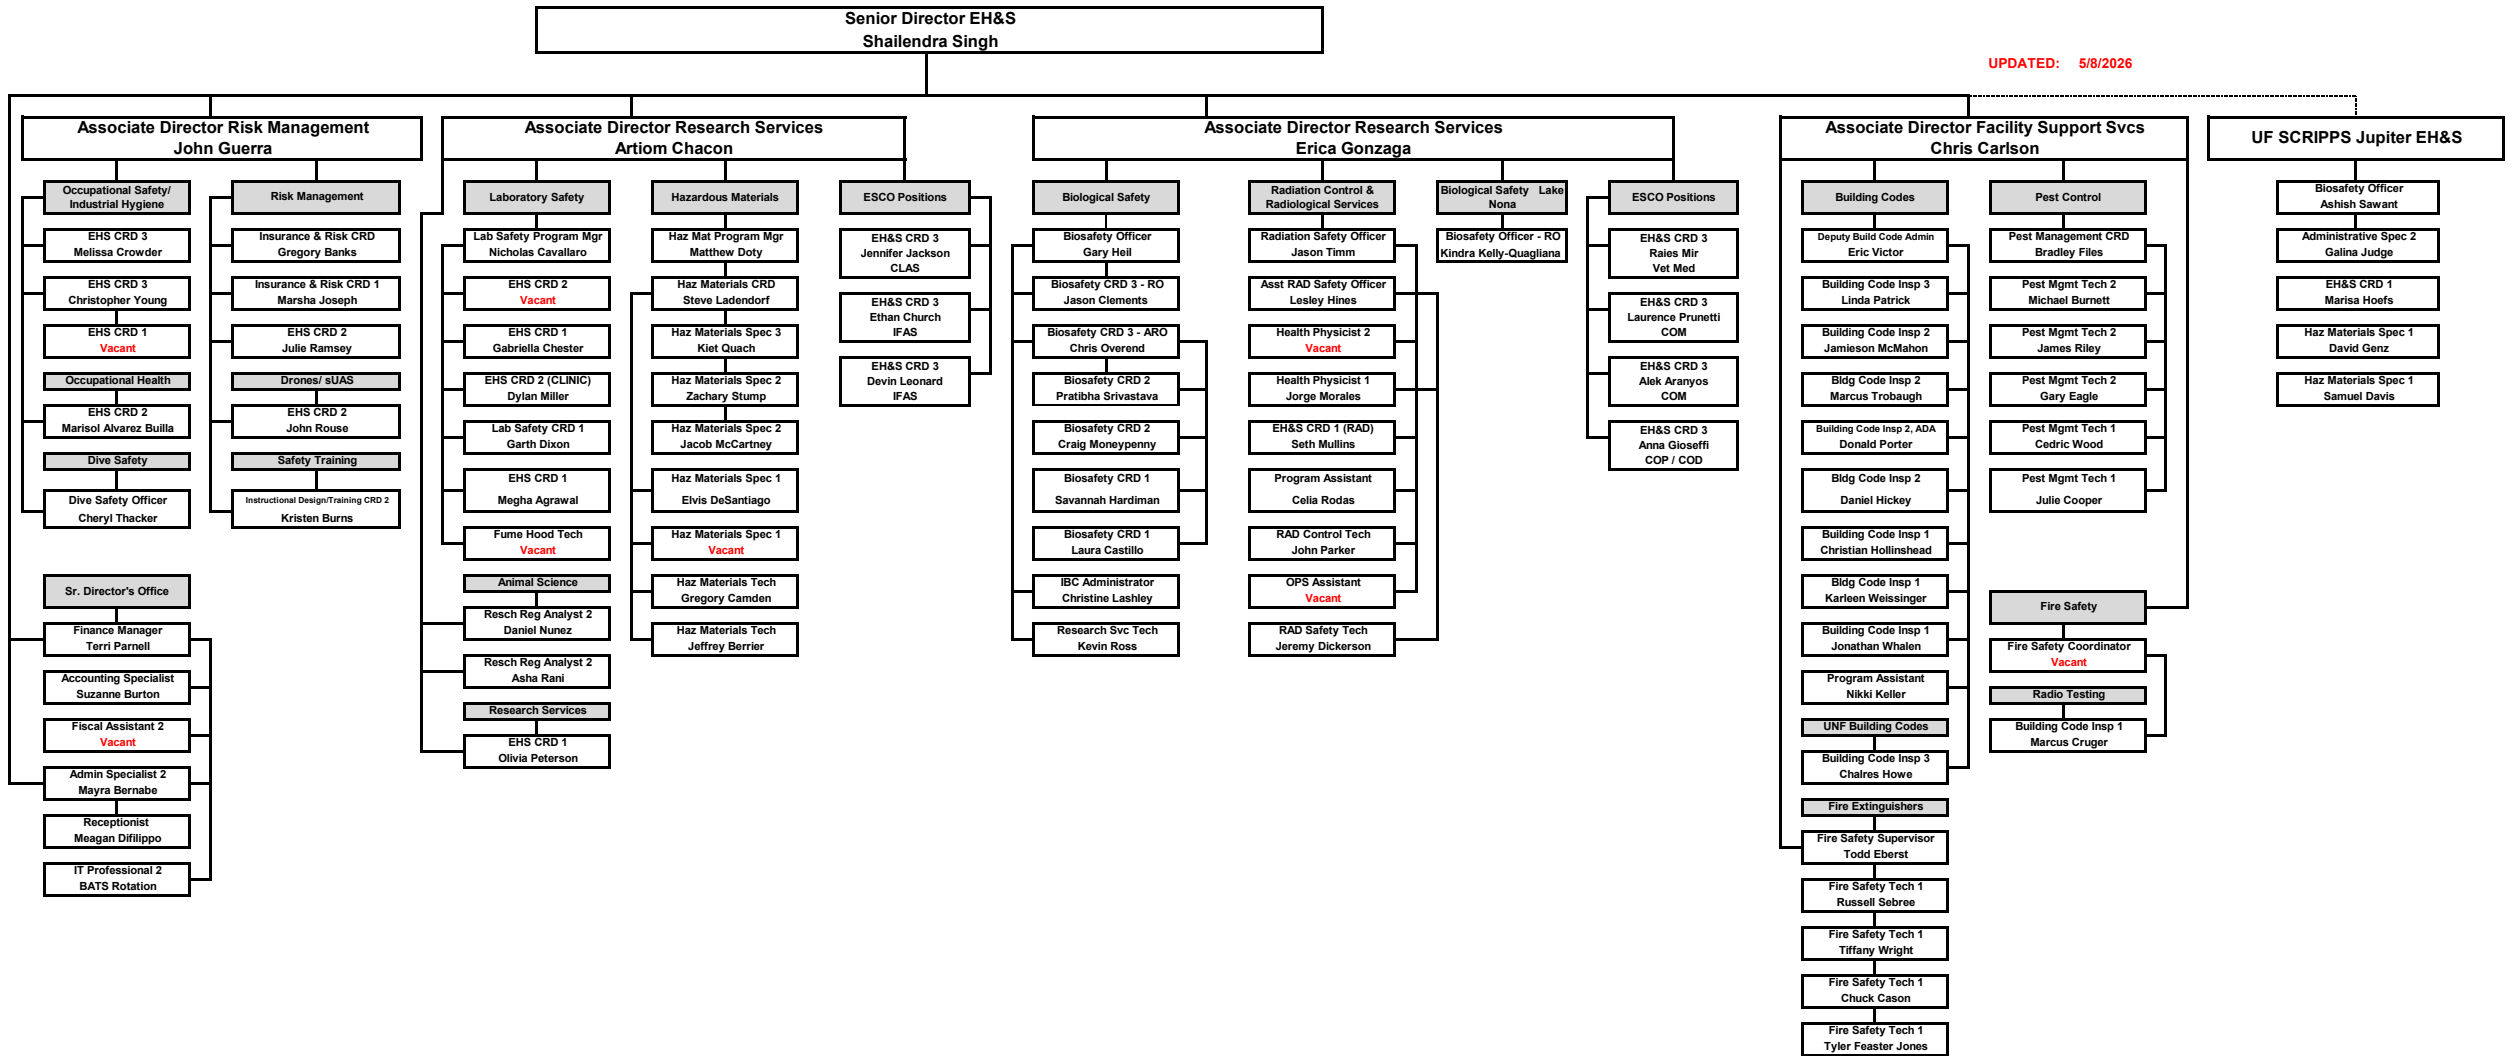 Senior Director EH&S
Shailendra Singh
UPDATED: 5/8/2026
Associate Director Risk Management
John Guerra
Occupational Safety/
Industrial Hygiene
EHS CRD 3
Melissa Crowder
EHS CRD 3
Christopher Young
EHS CRD 1
Vacant
Occupational Health
EHS CRD 2
Marisol Alvarez Builla
Dive Safety
Dive Safety Officer
Cheryl Thacker
Risk Management
Insurance & Risk CRD
Gregory Banks
Insurance & Risk CRD 1
Marsha Joseph
EHS CRD 2
Julie Ramsey
Drones/ sUAS
EHS CRD 2
John Rouse
Safety Training
Instructional Design/Training CRD 2
Kristen Burns
Sr. Director's Office
Finance Manager
Terri Parnell
Accounting Specialist
Suzanne Burton
Fiscal Assistant 2
Vacant
Admin Specialist 2
Mayra Bernabe
Receptionist
Meagan Difilippo
IT Professional 2
BATS Rotation
Associate Director Research Services
Artiom Chacon
Laboratory Safety
Lab Safety Program Mgr
Nicholas Cavallaro
EHS CRD 2
Vacant
EHS CRD 1
Gabriella Chester
EHS CRD 2 (CLINIC)
Dylan Miller
Lab Safety CRD 1
Garth Dixon
EHS CRD 1
Megha Agrawal
Fume Hood Tech
Vacant
Animal Science
Resch Reg Analyst 2
Daniel Nunez
Resch Reg Analyst 2
Asha Rani
Research Services
EHS CRD 1
Olivia Peterson
Hazardous Materials
Haz Mat Program Mgr
Matthew Doty
Haz Materials CRD
Steve Ladendorf
Haz Materials Spec 3
Kiet Quach
Haz Materials Spec 2
Zachary Stump
Haz Materials Spec 2
Jacob McCartney
Haz Materials Spec 1
Elvis DeSantiago
Haz Materials Spec 1
Vacant
Haz Materials Tech
Gregory Camden
Haz Materials Tech
Jeffrey Berrier
ESCO Positions
EH&S CRD 3
Jennifer Jackson
CLAS
EH&S CRD 3
Ethan Church
IFAS
EH&S CRD 3
Devin Leonard
IFAS
Associate Director Research Services
Erica Gonzaga
Biological Safety
Biosafety Officer
Gary Heil
Biosafety CRD 3 - RO
Jason Clements
Biosafety CRD 3 - ARO
Chris Overend
Biosafety CRD 2
Pratibha Srivastava
Biosafety CRD 2
Craig Moneypenny
Biosafety CRD 1
Savannah Hardiman
Biosafety CRD 1
Laura Castillo
IBC Administrator
Christine Lashley
Research Svc Tech
Kevin Ross
Radiation Control &
Radiological Services
Radiation Safety Officer
Jason Timm
Asst RAD Safety Officer
Lesley Hines
Health Physicist 2
Vacant
Health Physicist 1
Jorge Morales
EH&S CRD 1 (RAD)
Seth Mullins
Program Assistant
Celia Rodas
RAD Control Tech
John Parker
OPS Assistant
Vacant
RAD Safety Tech
Jeremy Dickerson
Biological Safety Lake
Nona
Biosafety Officer - RO
Kindra Kelly-Quagliana
ESCO Positions
EH&S CRD 3
Raies Mir
Vet Med
EH&S CRD 3
Laurence Prunetti
COM
EH&S CRD 3
Alek Aranyos
COM
EH&S CRD 3
Anna Gioseffi
COP / COD
Associate Director Facility Support Svcs
Chris Carlson
Building Codes
Deputy Build Code Admin
Eric Victor
Building Code Insp 3
Linda Patrick
Building Code Insp 2
Jamieson McMahon
Bldg Code Insp 2
Marcus Trobaugh
Building Code Insp 2, ADA
Donald Porter
Bldg Code Insp 2
Daniel Hickey
Building Code Insp 1
Christian Hollinshead
Bldg Code Insp 1
Karleen Weissinger
Building Code Insp 1
Jonathan Whalen
Program Assistant
Nikki Keller
UNF Building Codes
Building Code Insp 3
Chalres Howe
Fire Extinguishers
Fire Safety Supervisor
Todd Eberst
Fire Safety Tech 1
Russell Sebree
Fire Safety Tech 1
Tiffany Wright
Fire Safety Tech 1
Chuck Cason
Fire Safety Tech 1
Tyler Feaster Jones
Pest Control
Pest Management CRD
Bradley Files
Pest Mgmt Tech 2
Michael Burnett
Pest Mgmt Tech 2
James Riley
Pest Mgmt Tech 2
Gary Eagle
Pest Mgmt Tech 1
Cedric Wood
Pest Mgmt Tech 1
Julie Cooper
Fire Safety
Fire Safety Coordinator
Vacant
Radio Testing
Building Code Insp 1
Marcus Cruger
UF SCRIPPS Jupiter EH&S
Biosafety Officer
Ashish Sawant
Administrative Spec 2
Galina Judge
EH&S CRD 1
Marisa Hoefs
Haz Materials Spec 1
David Genz
Haz Materials Spec 1
Samuel Davis